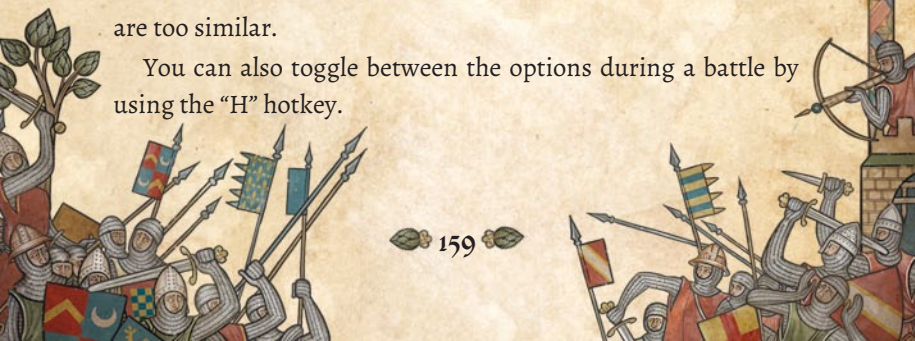 are too similar.
You can also toggle between the options during a battle by
using the “H” hotkey.
159